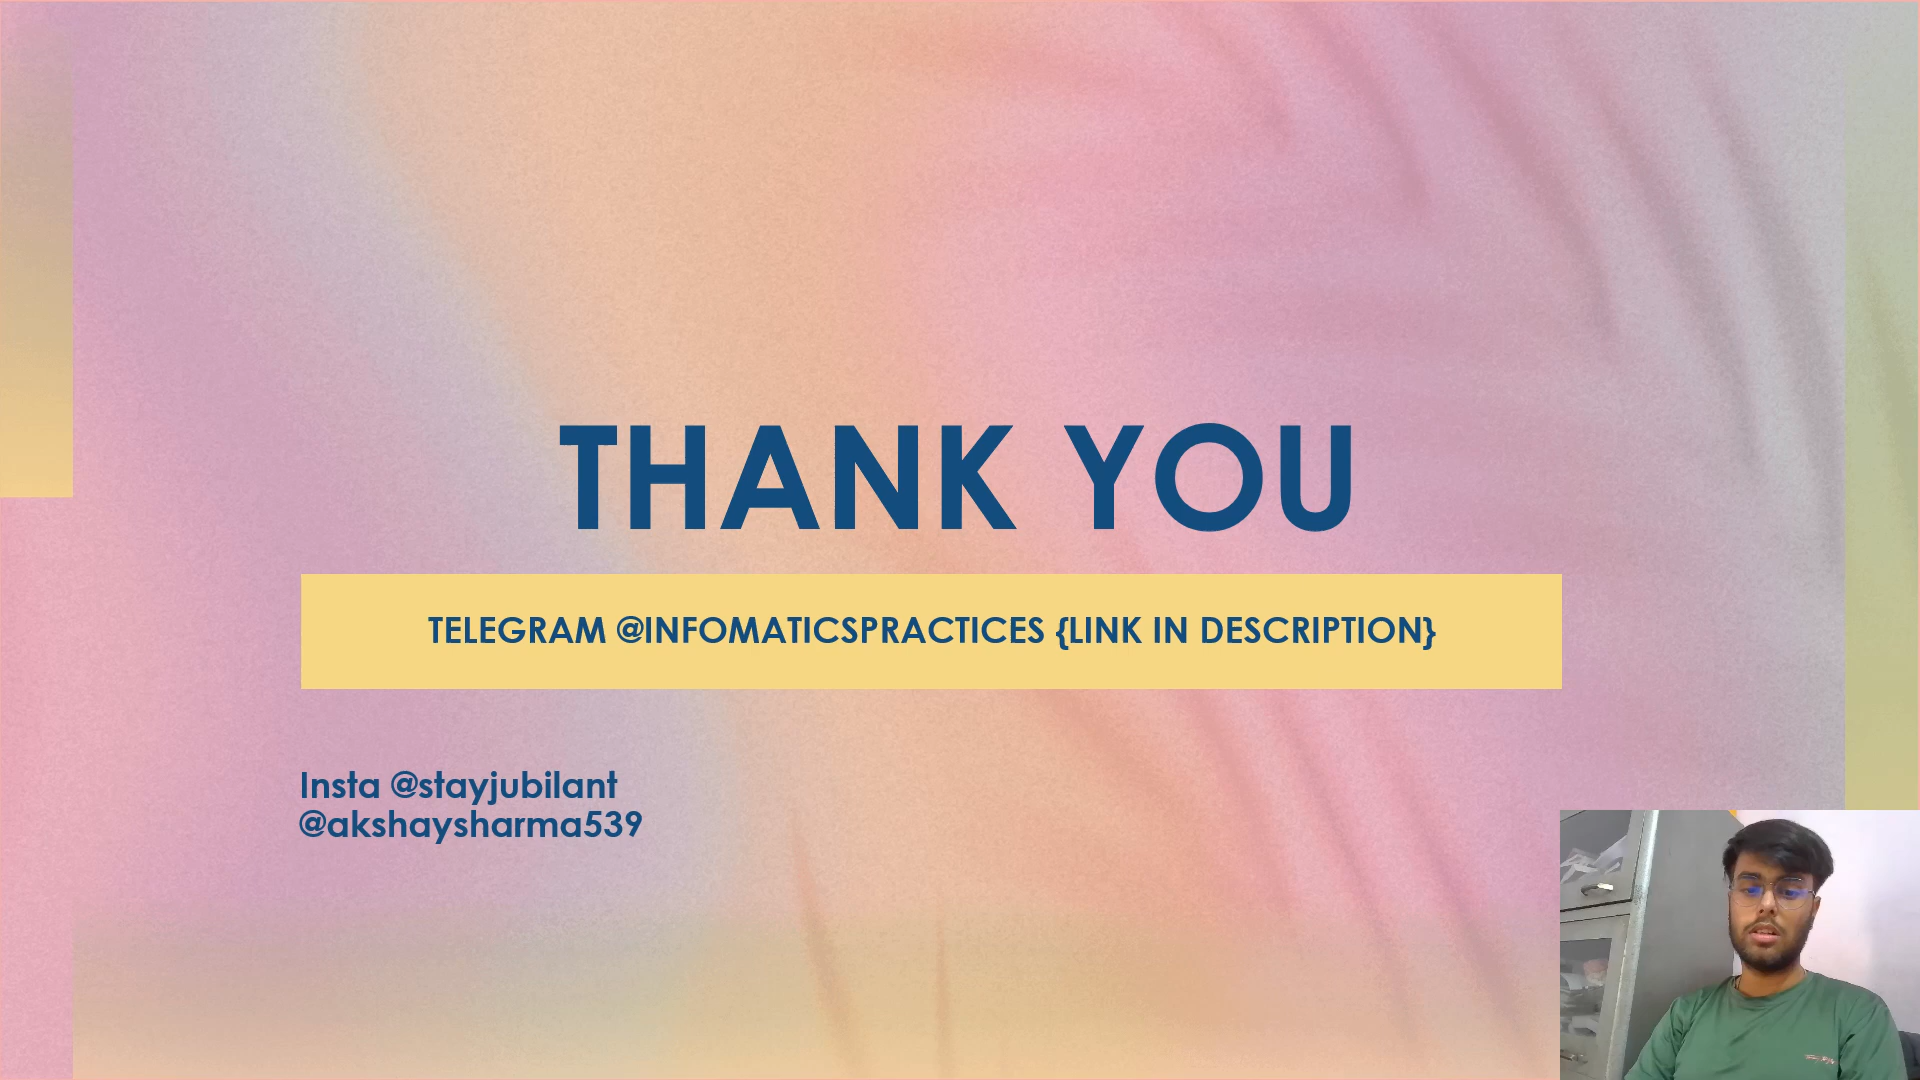 THANK YOU
TELEGRAM @INFOMATICSPRACTICES {LINK IN DESCRIPTION}
Insta @stayjubilant
@akshaysharma539